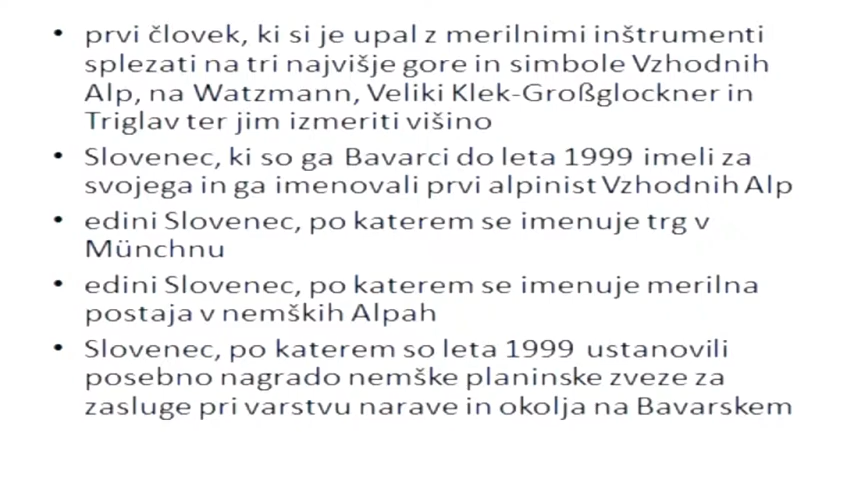 • prvi človek, ki si je upal z merilnimi inštrumenti
splezati na tri najvišje gore in simbole Vzhodnih
Alp, na Watzmann, Veliki Klek-Großglockner in
Triglav ter jim izmeriti višino
• Slovenec, ki so ga Bavarci do leta 1999 imeli za
svojega in ga imenovali prvi alpinist Vzhodnih Alp
• edini Slovenec, po katerem se imenuje trg v
Münchnu
• edini Slovenec, po katerem se imenuje merilna
postaja v nemških Alpah
• Slovenec, po katerem so leta 1999 ustanovili
posebno nagrado nemške planinske zveze za
zasluge pri varstvu narave in okolja na Bavarskem